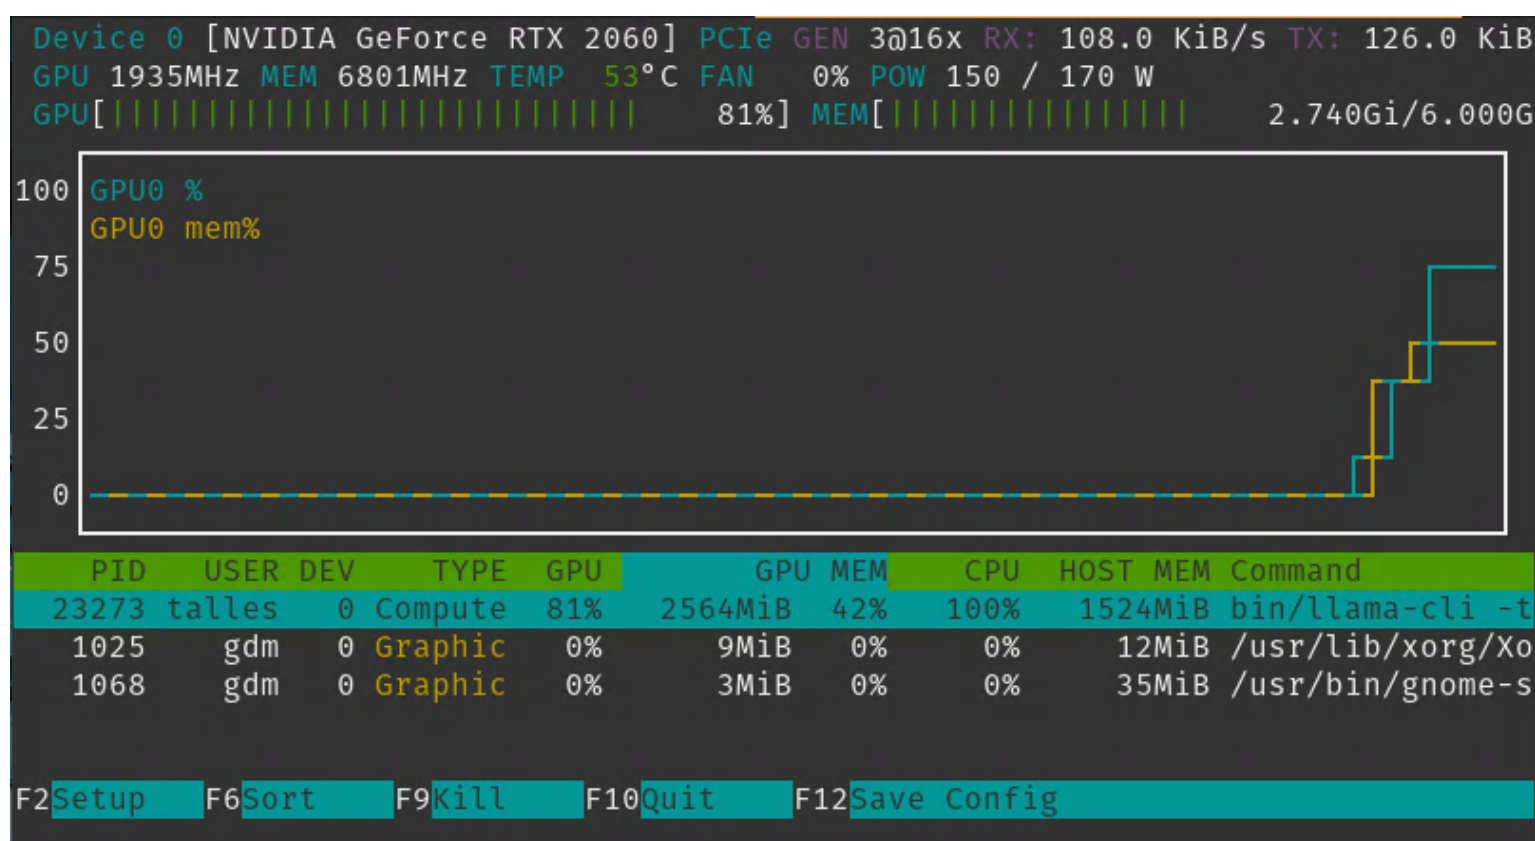 Device 0 [NVIDIA GeForce RTX 2060] PCIe GEN 3@16x RX: 108.0 KiB/s TX: 126.0 KiB
GPU 1935MHz MEM 6801MHz TEMP 53°C FAN 0% POW 150 / 170 W
GPU[|||||||||||||||||||||||||||| 81%] MEM[|||||||||||||||| 2.740Gi/6.000G
100
GPU0 %
GPU0 mem%
75
50
25
0
PID USER DEV TYPE GPU GPU MEM CPU HOST MEM Command
23273 talles 0 Compute 81% 2564MiB 42% 100% 1524MiB bin/llama-cli -t
1025 gdm 0 Graphic 0% 9MiB 0% 0% 12MiB /usr/lib/xorg/Xo
1068 gdm 0 Graphic 0% 3MiB 0% 0% 35MiB /usr/bin/gnome-s
F2Setup F6Sort F9Kill F10Quit F12Save Config